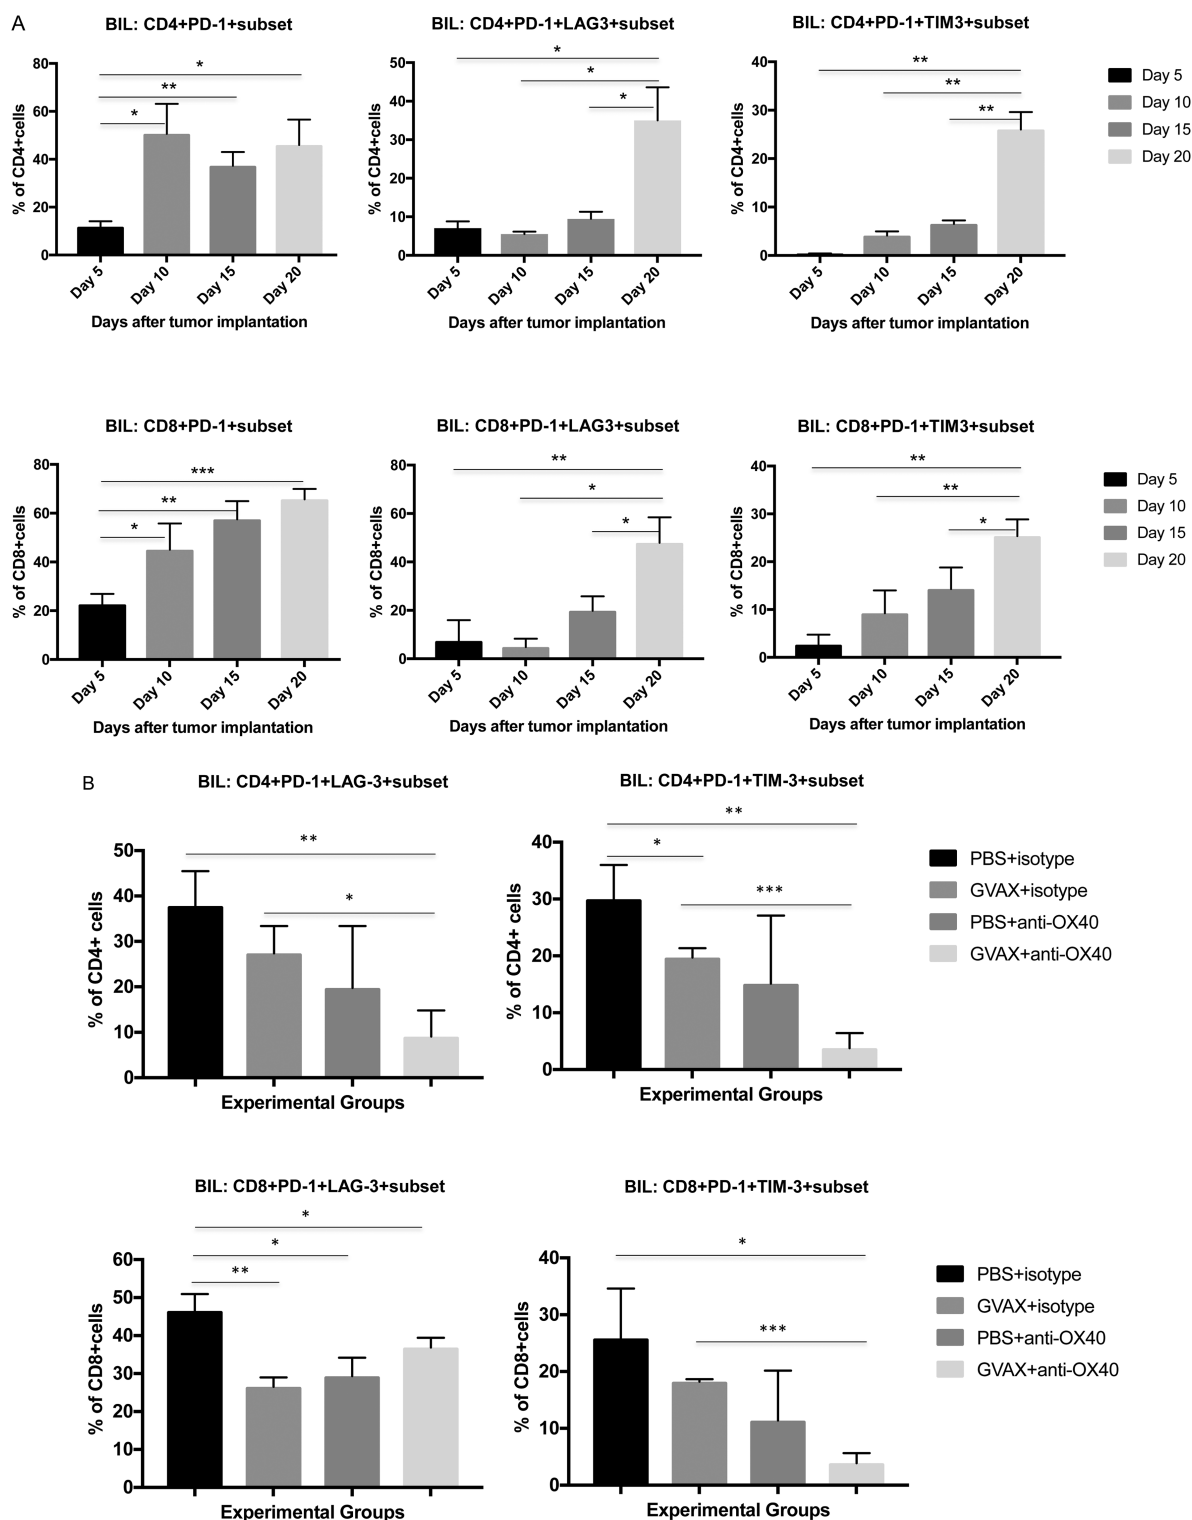 A
BIL: CD4+PD-1+subset
*
**
*
80
60
40
20
0
% of CD4+cells
Day 5
Day 10
Day 15
Day 20
Days after tumor implantation
BIL: CD4+PD-1+LAG3+subset
*
*
*
50
40
30
20
10
0
% of CD4+cells
Day 5
Day 10
Day 15
Day 20
Days after tumor implantation
BIL: CD4+PD-1+TIM3+subset
**
**
**
40
30
20
10
0
% of CD4+cells
Day 5
Day 10
Day 15
Day 20
Days after tumor implantation
Day 5
Day 10
Day 15
Day 20
BIL: CD8+PD-1+subset
***
**
*
80
60
40
20
0
% of CD8+cells
Day 5
Day 10
Day 15
Day 20
Days after tumor implantation
BIL: CD8+PD-1+LAG3+subset
**
*
*
80
60
40
20
0
% of CD8+cells
Day 5
Day 10
Day 15
Day 20
Days after tumor implantation
BIL: CD8+PD-1+TIM3+subset
**
**
*
40
30
20
10
0
% of CD8+cells
Day 5
Day 10
Day 15
Day 20
Days after tumor implantation
Day 5
Day 10
Day 15
Day 20
B
BIL: CD4+PD-1+LAG-3+subset
**
*
50
40
30
20
10
0
% of CD4+ cells
Experimental Groups
BIL: CD4+PD-1+TIM-3+subset
**
*
***
40
30
20
10
0
% of CD4+ cells
Experimental Groups
PBS+isotype
GVAX+isotype
PBS+anti-OX40
GVAX+anti-OX40
BIL: CD8+PD-1+LAG-3+subset
*
*
**
60
50
40
30
20
10
0
% of CD8+cells
Experimental Groups
BIL: CD8+PD-1+TIM-3+subset
*
***
40
30
20
10
0
% of CD8+cells
Experimental Groups
PBS+isotype
GVAX+isotype
PBS+anti-OX40
GVAX+anti-OX40